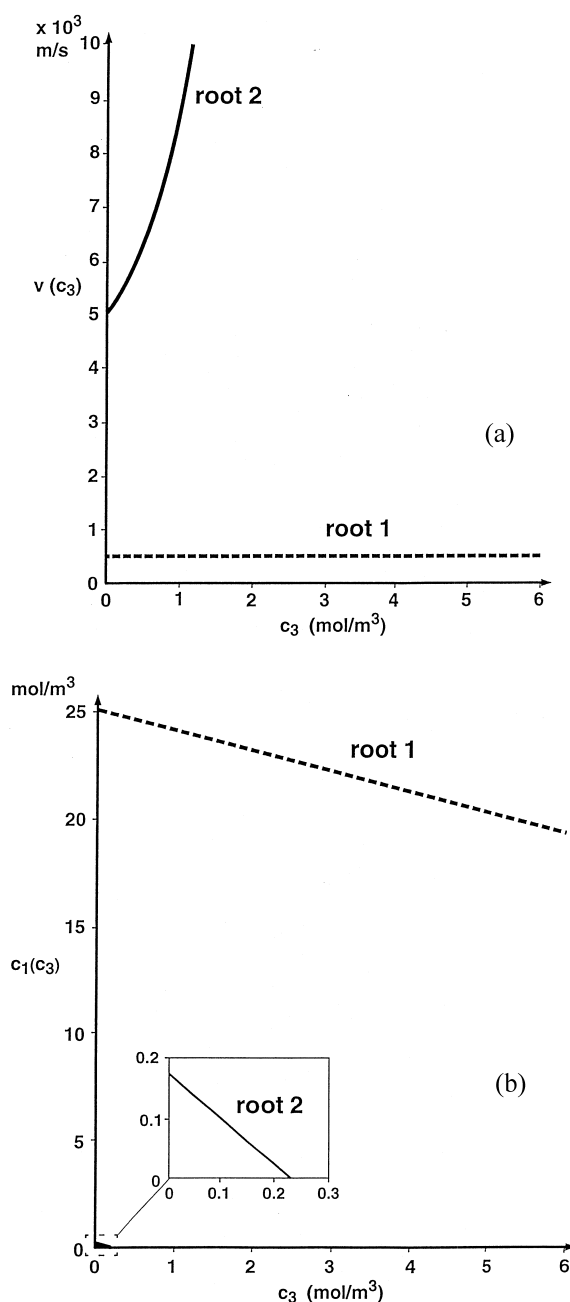 x 10³
m/s
10
9
8
7
6
5
4
3
2
1
0
root 2
v (c₃)
(a)
root 1
0 1 2 3 4 5 6
c₃ (mol/m³)
mol/m³
25
20
15
10
5
0
root 1
c₁(c₃)
(b)
0.2
0.1
0
root 2
0 0.1 0.2 0.3
0 1 2 3 4 5 6
c₃ (mol/m³)